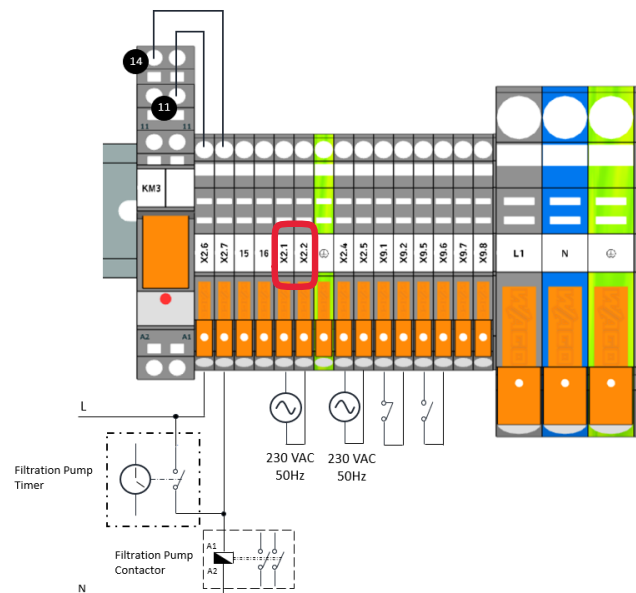 14
11
11 11
KM3
X2.6 X2.7 15 16 X2.1 X2.2 X2.4 X2.5 X9.1 X9.2 X9.5 X9.6 X9.7 X9.8
L1 N
A2 A1
L
230 VAC
50Hz
230 VAC
50Hz
Filtration Pump
Timer
A1
A2
Filtration Pump
Contactor
N